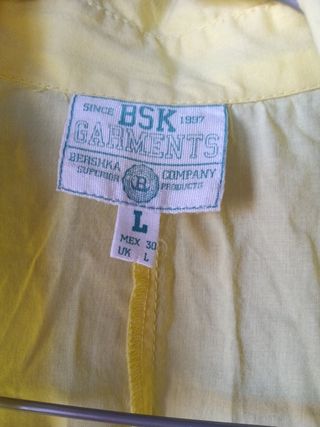 SINCE BSK 1997
GARMENTS
BERSHKA COMPANY
SUPERIOR B PRODUCTS
L
MEX 30
UK L